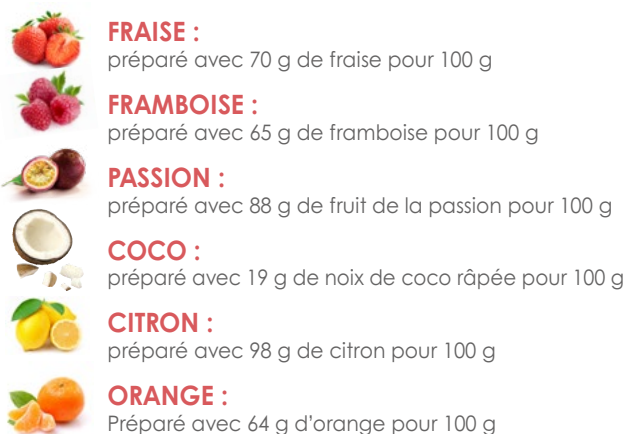 FRAISE :
préparé avec 70 g de fraise pour 100 g
FRAMBOISE :
préparé avec 65 g de framboise pour 100 g
PASSION :
préparé avec 88 g de fruit de la passion pour 100 g
COCO :
préparé avec 19 g de noix de coco râpée pour 100 g
CITRON :
préparé avec 98 g de citron pour 100 g
ORANGE :
Préparé avec 64 g d'orange pour 100 g